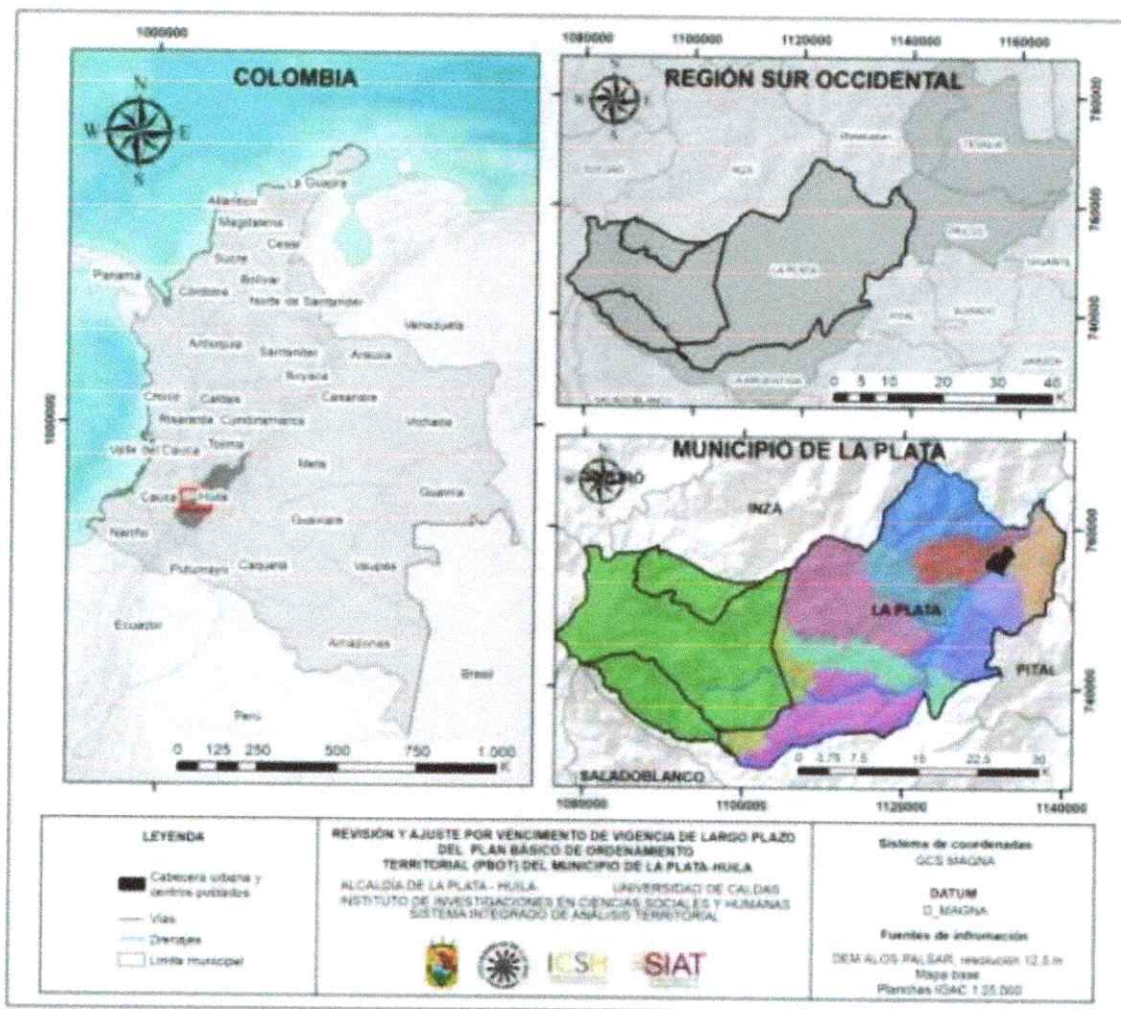 1000000
COLOMBIA
N
W E
S
La Guajira
Atlántico
Magdalena
Cesar
Sucre
Bolívar
Panamá
Córdoba
Norte de Santander
Venezuela
Antioquia
Santander
Arauca
Boyacá
Chocó
Caldas
Casanare
Risaralda
Cundinamarca
Vichada
Valle del Cauca
Tolima
Meta
Cauca
Huila
Guainía
Nariño
Guaviare
Putumayo
Caquetá
Vaupés
Ecuador
Amazonas
Brasil
Perú
1000000
0 125 250 500 750 1.000
K
1080000 1100000 1120000 1140000 1160000
REGIÓN SUR OCCIDENTAL
N
W E
S
780000
760000
740000
INZÁ
TESALIA
PAICOL
LA PLATA
GIGANTE
PITAL
LA ARGENTINA
0 5 10 20 30 40
K
MUNICIPIO DE LA PLATA
INZA
LA PLATA
PITAL
SALADOBLANCO
760000
740000
0 3.75 7.5 15 22.5 30
K
1080000 1100000 1120000 1140000
LEYENDA
Cabecera urbana y
centros poblados
Vías
Drenajes
Limite municipal
REVISIÓN Y AJUSTE POR VENCIMIENTO DE VIGENCIA DE LARGO PLAZO
DEL PLAN BÁSICO DE ORDENAMIENTO
TERRITORIAL (PBOT) DEL MUNICIPIO DE LA PLATA-HUILA
ALCALDÍA DE LA PLATA - HUILA UNIVERSIDAD DE CALDAS
INSTITUTO DE INVESTIGACIONES EN CIENCIAS SOCIALES Y HUMANAS
SISTEMA INTEGRADO DE ANÁLISIS TERRITORIAL
ICSH
SIAT
Sistema de coordenadas
GCS MAGNA
DATUM
D_MAGNA
Fuentes de información
DEM ALOS PALSAR, resolución 12.5 m
Mapa base
Planchas IGAC 1:25.000